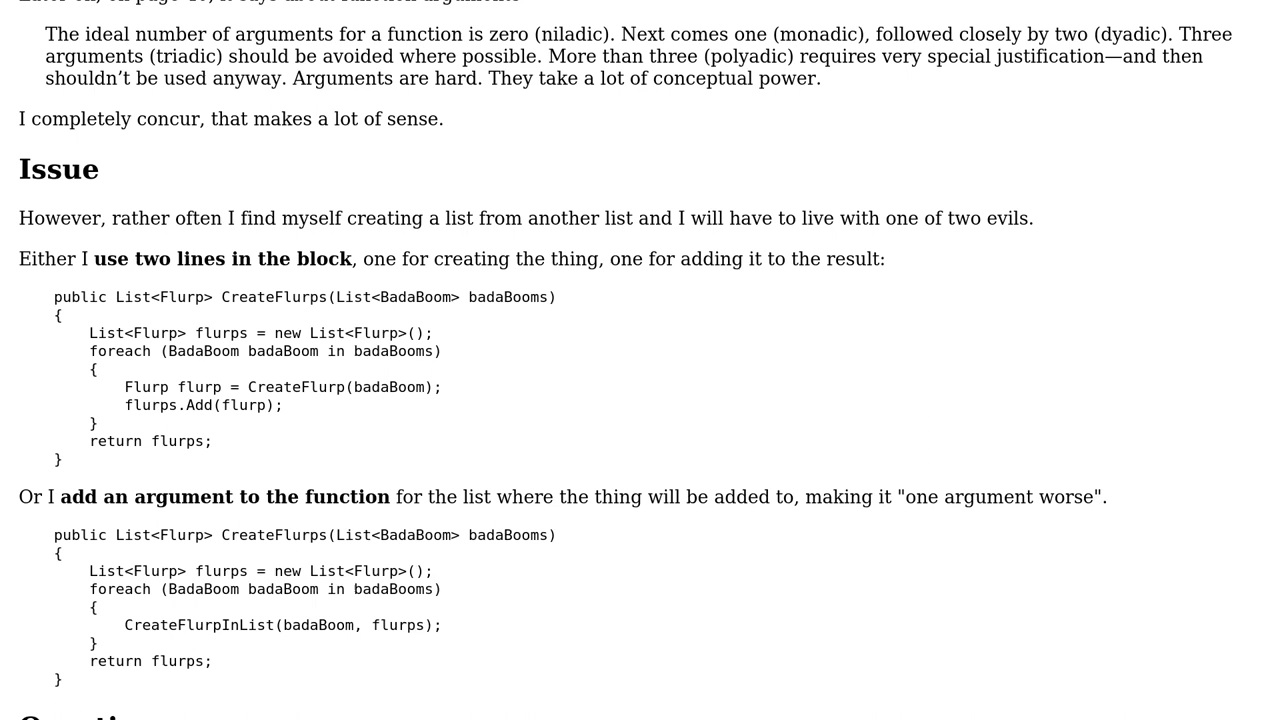 The ideal number of arguments for a function is zero (niladic). Next comes one (monadic), followed closely by two (dyadic). Three
arguments (triadic) should be avoided where possible. More than three (polyadic) requires very special justification—and then
shouldn’t be used anyway. Arguments are hard. They take a lot of conceptual power.
I completely concur, that makes a lot of sense.
Issue
However, rather often I find myself creating a list from another list and I will have to live with one of two evils.
Either I use two lines in the block, one for creating the thing, one for adding it to the result:
public List<Flurp> CreateFlurps(List<BadaBoom> badaBooms)
{
    List<Flurp> flurps = new List<Flurp>();
    foreach (BadaBoom badaBoom in badaBooms)
    {
        Flurp flurp = CreateFlurp(badaBoom);
        flurps.Add(flurp);
    }
    return flurps;
}
Or I add an argument to the function for the list where the thing will be added to, making it "one argument worse".
public List<Flurp> CreateFlurps(List<BadaBoom> badaBooms)
{
    List<Flurp> flurps = new List<Flurp>();
    foreach (BadaBoom badaBoom in badaBooms)
    {
        CreateFlurpInList(badaBoom, flurps);
    }
    return flurps;
}